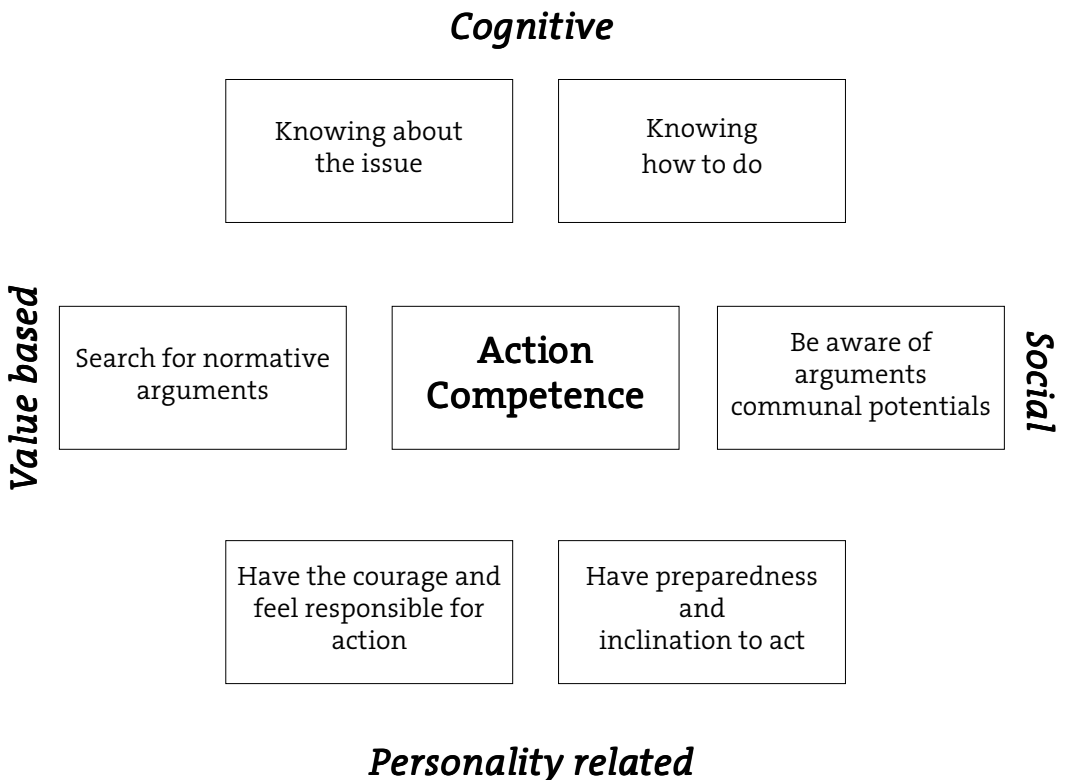 Cognitive
Knowing about
the issue
Knowing
how to do
Value based
Search for normative
arguments
Action
Competence
Be aware of
arguments
communal potentials
Social
Have the courage and
feel responsible for
action
Have preparedness
and
inclination to act
Personality related